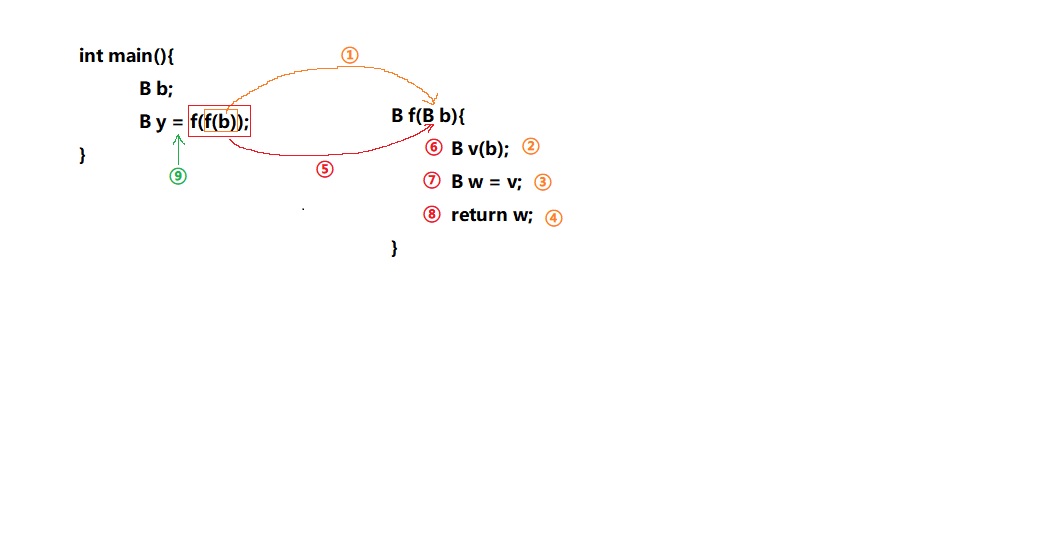 int main(){
①
B b;
B y = f(f(b));
B f(B b){
}
⑥ B v(b); ②
⑨
⑤
⑦ B w = v; ③
⑧ return w; ④
}